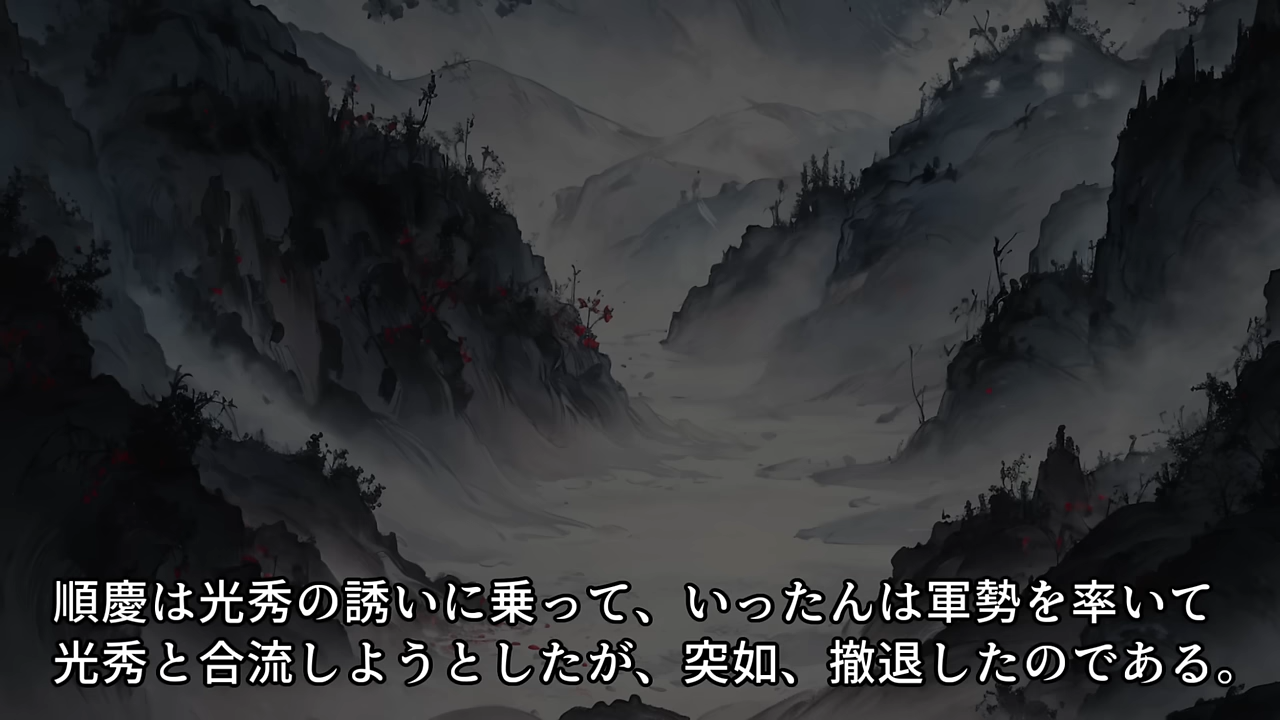 順慶は光秀の誘いに乗って、いったんは軍勢を率いて
光秀と合流しようとしたが、突如、撤退したのである。